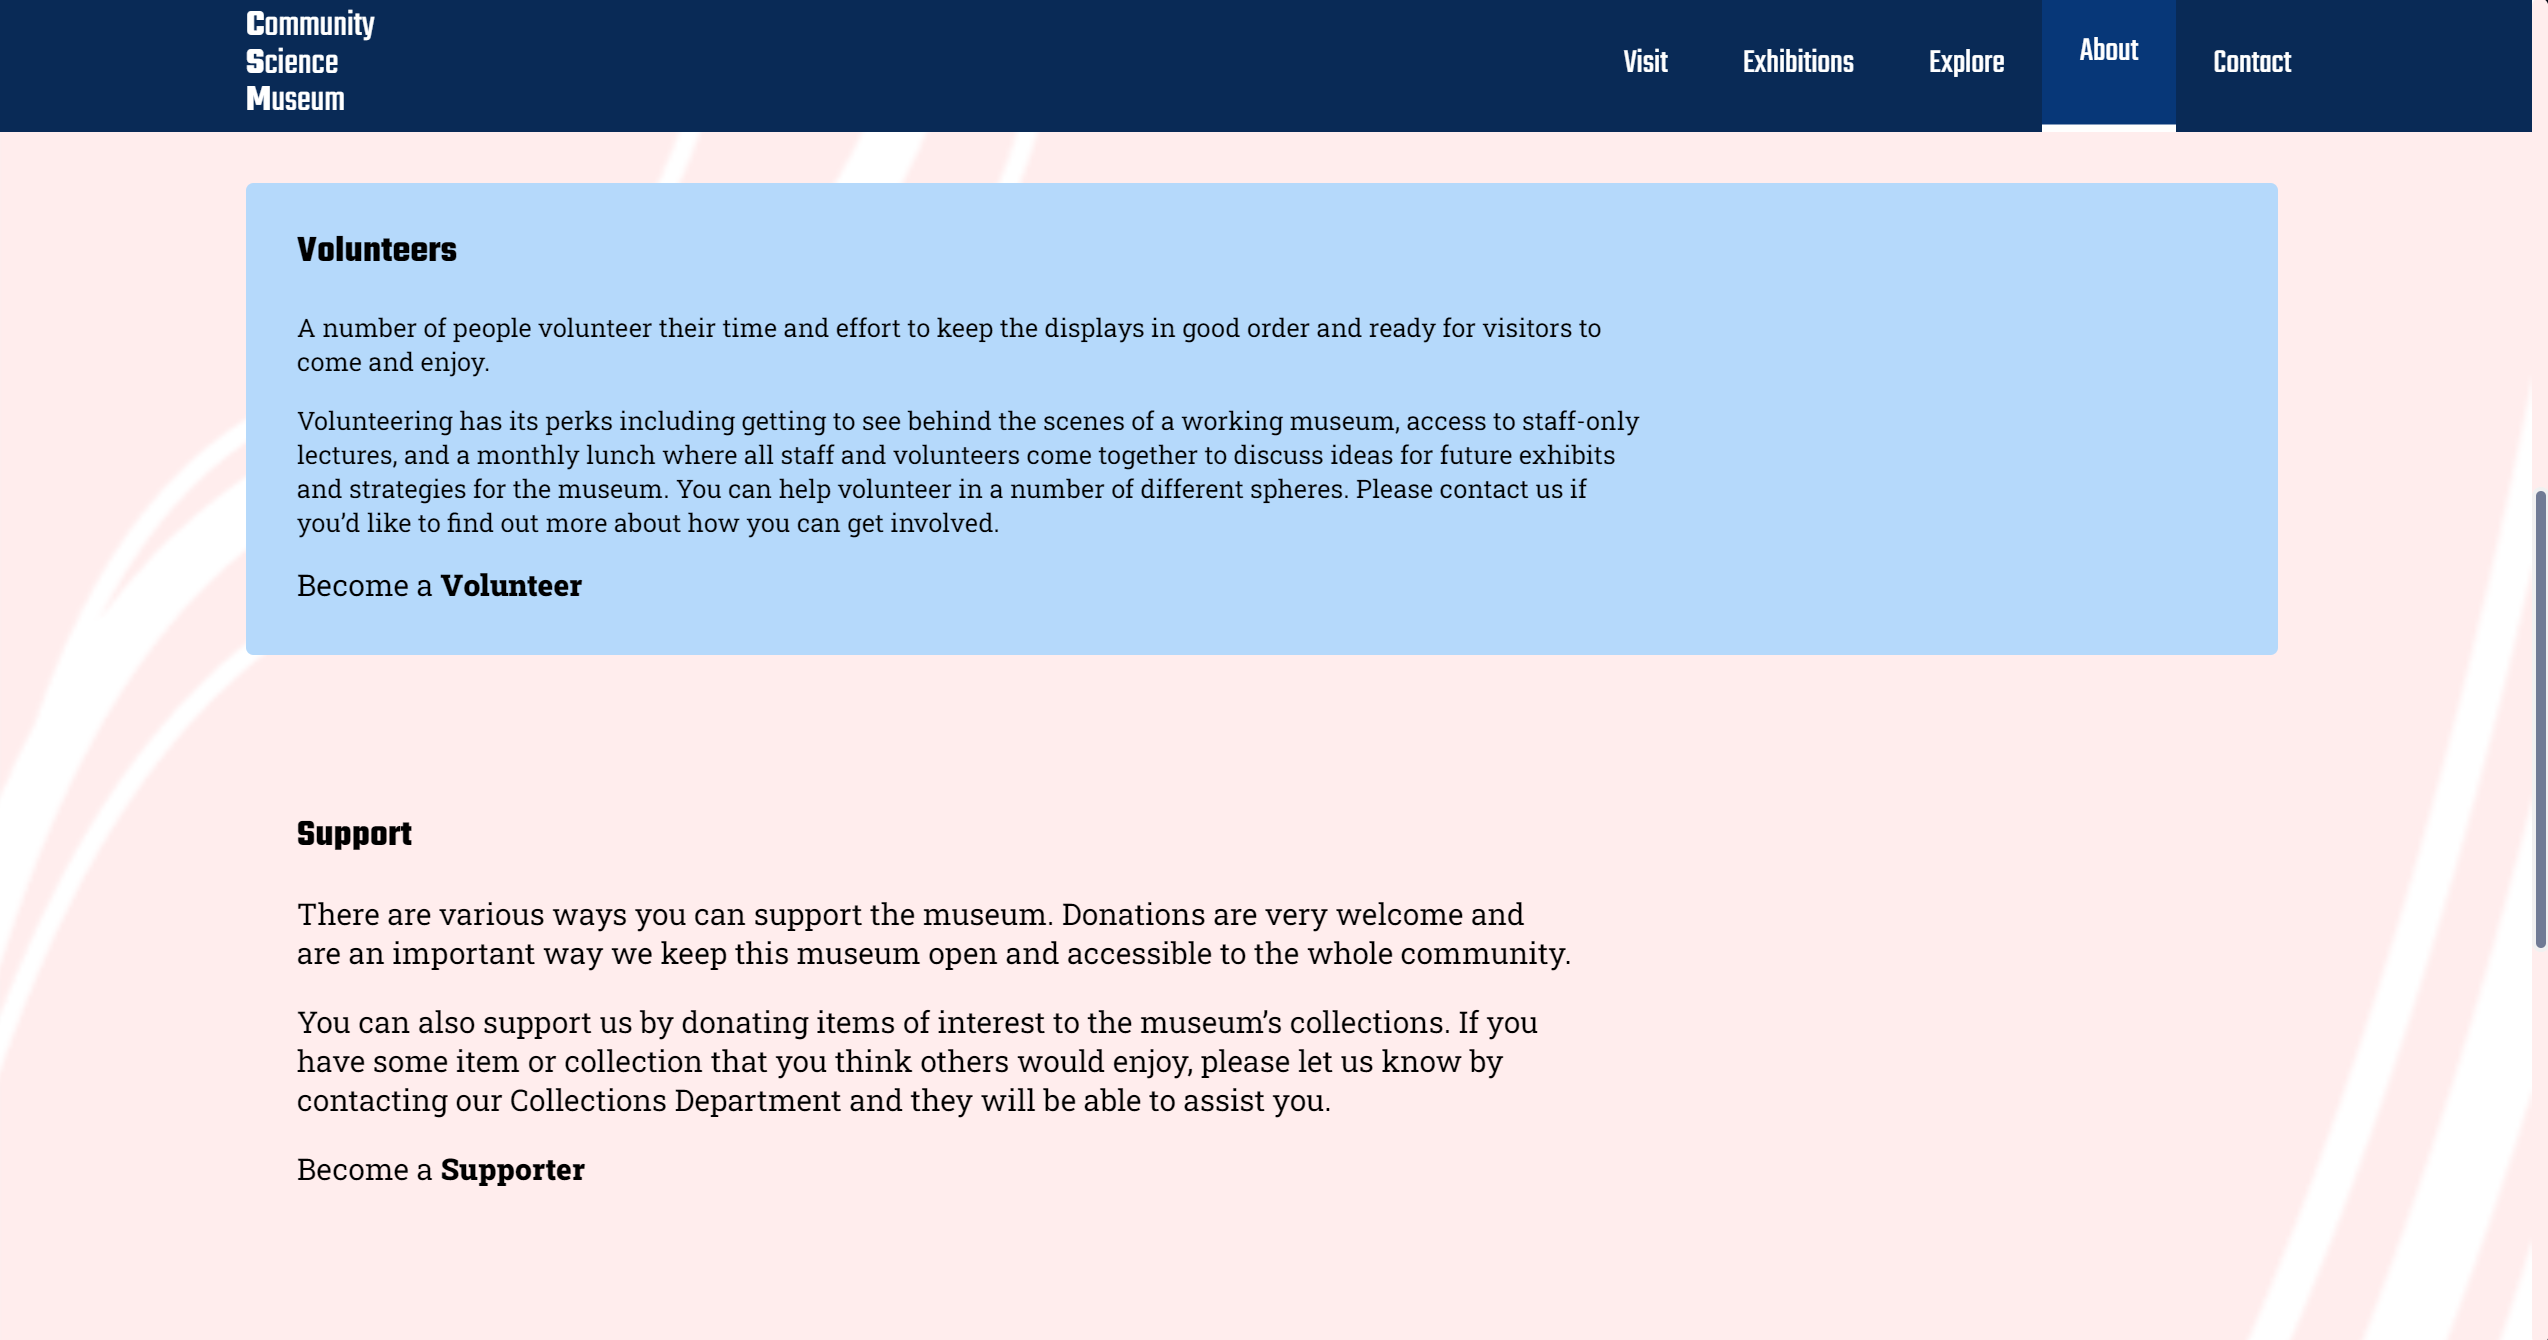 Community
Science
Museum
Visit
Exhibitions
Explore
About
Contact
Volunteers
A number of people volunteer their time and effort to keep the displays in good order and ready for visitors to
come and enjoy.
Volunteering has its perks including getting to see behind the scenes of a working museum, access to staff-only
lectures, and a monthly lunch where all staff and volunteers come together to discuss ideas for future exhibits
and strategies for the museum. You can help volunteer in a number of different spheres. Please contact us if
you’d like to find out more about how you can get involved.
Become a Volunteer
Support
There are various ways you can support the museum. Donations are very welcome and
are an important way we keep this museum open and accessible to the whole community.
You can also support us by donating items of interest to the museum’s collections. If you
have some item or collection that you think others would enjoy, please let us know by
contacting our Collections Department and they will be able to assist you.
Become a Supporter